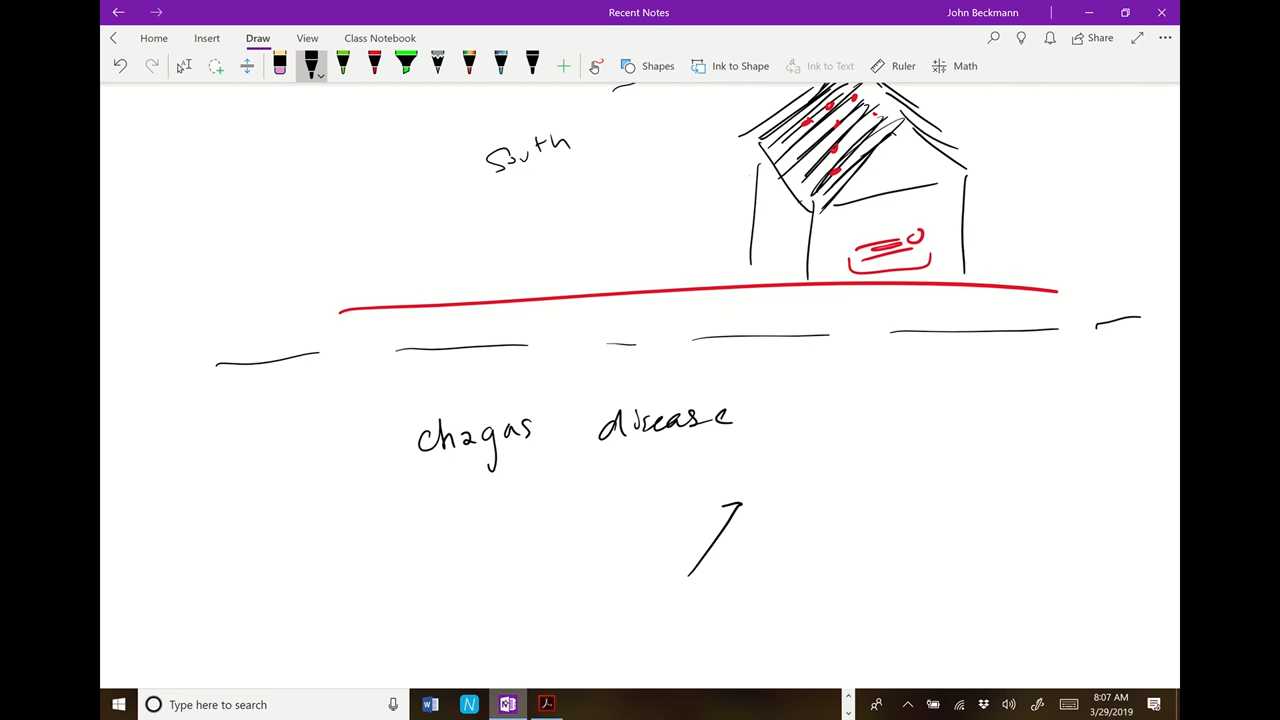 Recent Notes
John Beckmann
Home Insert Draw View Class Notebook
Share
Shapes
Ink to Shape
Ink to Text
Ruler
Math
South
chagas disease
Type here to search
8:07 AM
3/29/2019